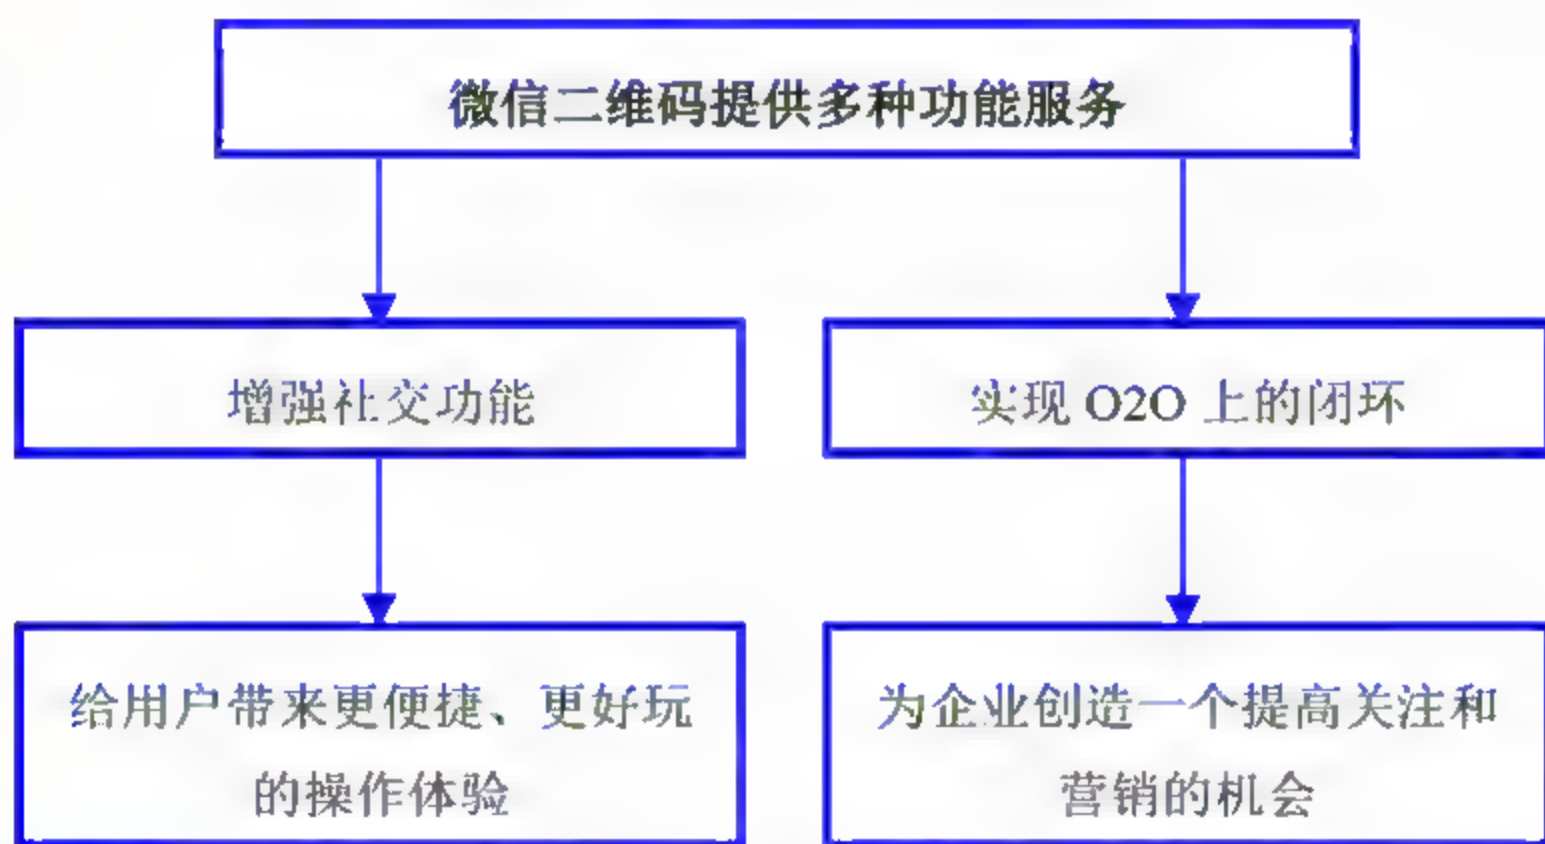 微信二维码提供多种功能服务
增强社交功能
实现 O2O 上的闭环
给用户带来更便捷、更好玩
的操作体验
为企业创造一个提高关注和
营销的机会